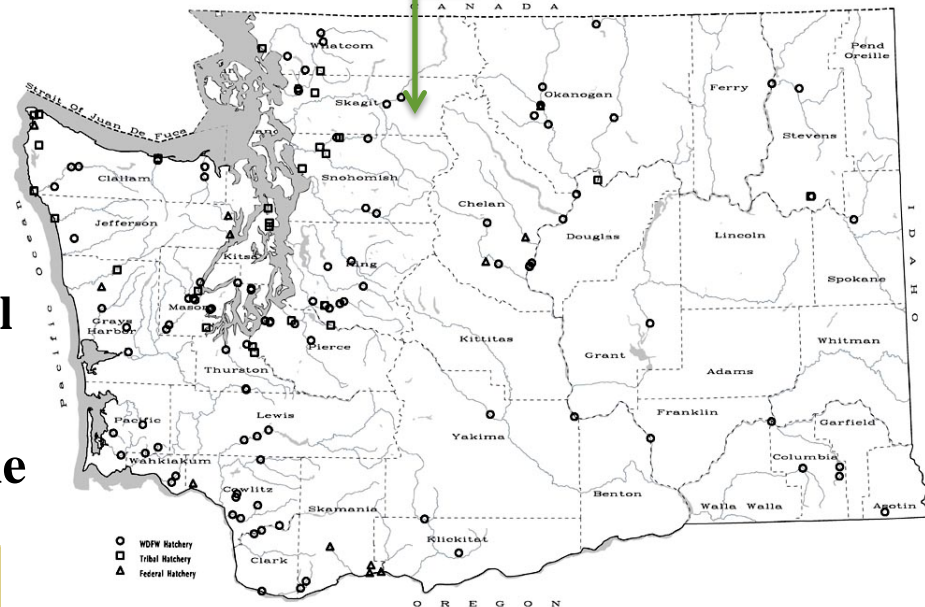 CANADA
Strait Of Juan De Fuca
Whatcom
Skagit
Snohomish
Okanogan
Ferry
Stevens
Pend
Oreille
Clallam
Jefferson
Chelan
Douglas
Lincoln
Spokane
King
Mason
Grays
Harbor
Pierce
Thurston
Kittitas
Grant
Adams
Whitman
Pacific
Lewis
Wahkiakum
Cowlitz
Yakima
Franklin
Garfield
Columbia
Walla Walla
Asotin
Benton
Skamania
Klickitat
Clark
Pacific Ocean
IDAHO
OREGON
WDFW Hatchery
Tribal Hatchery
Federal Hatchery